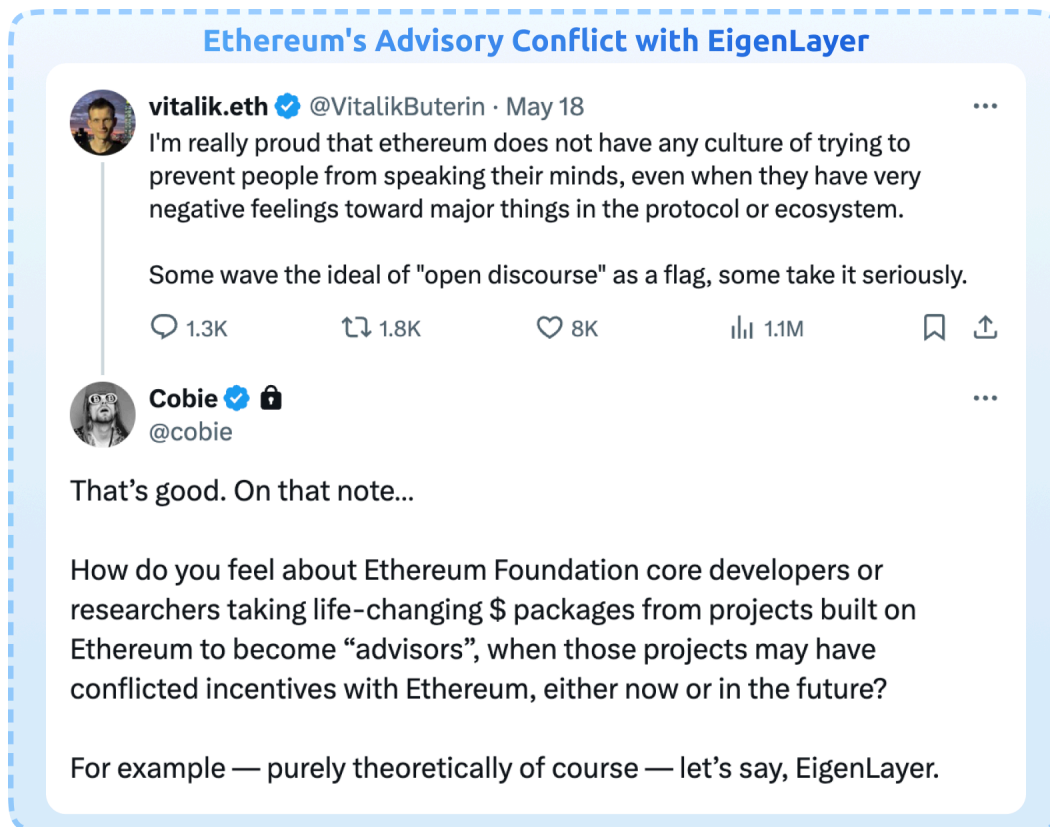 Ethereum's Advisory Conflict with EigenLayer
vitalik.eth @VitalikButerin · May 18
I'm really proud that ethereum does not have any culture of trying to
prevent people from speaking their minds, even when they have very
negative feelings toward major things in the protocol or ecosystem.
Some wave the ideal of "open discourse" as a flag, some take it seriously.
1.3K 1.8K 8K 1.1M
Cobie
@cobie
That’s good. On that note...
How do you feel about Ethereum Foundation core developers or
researchers taking life-changing $ packages from projects built on
Ethereum to become “advisors”, when those projects may have
conflicted incentives with Ethereum, either now or in the future?
For example — purely theoretically of course — let’s say, EigenLayer.